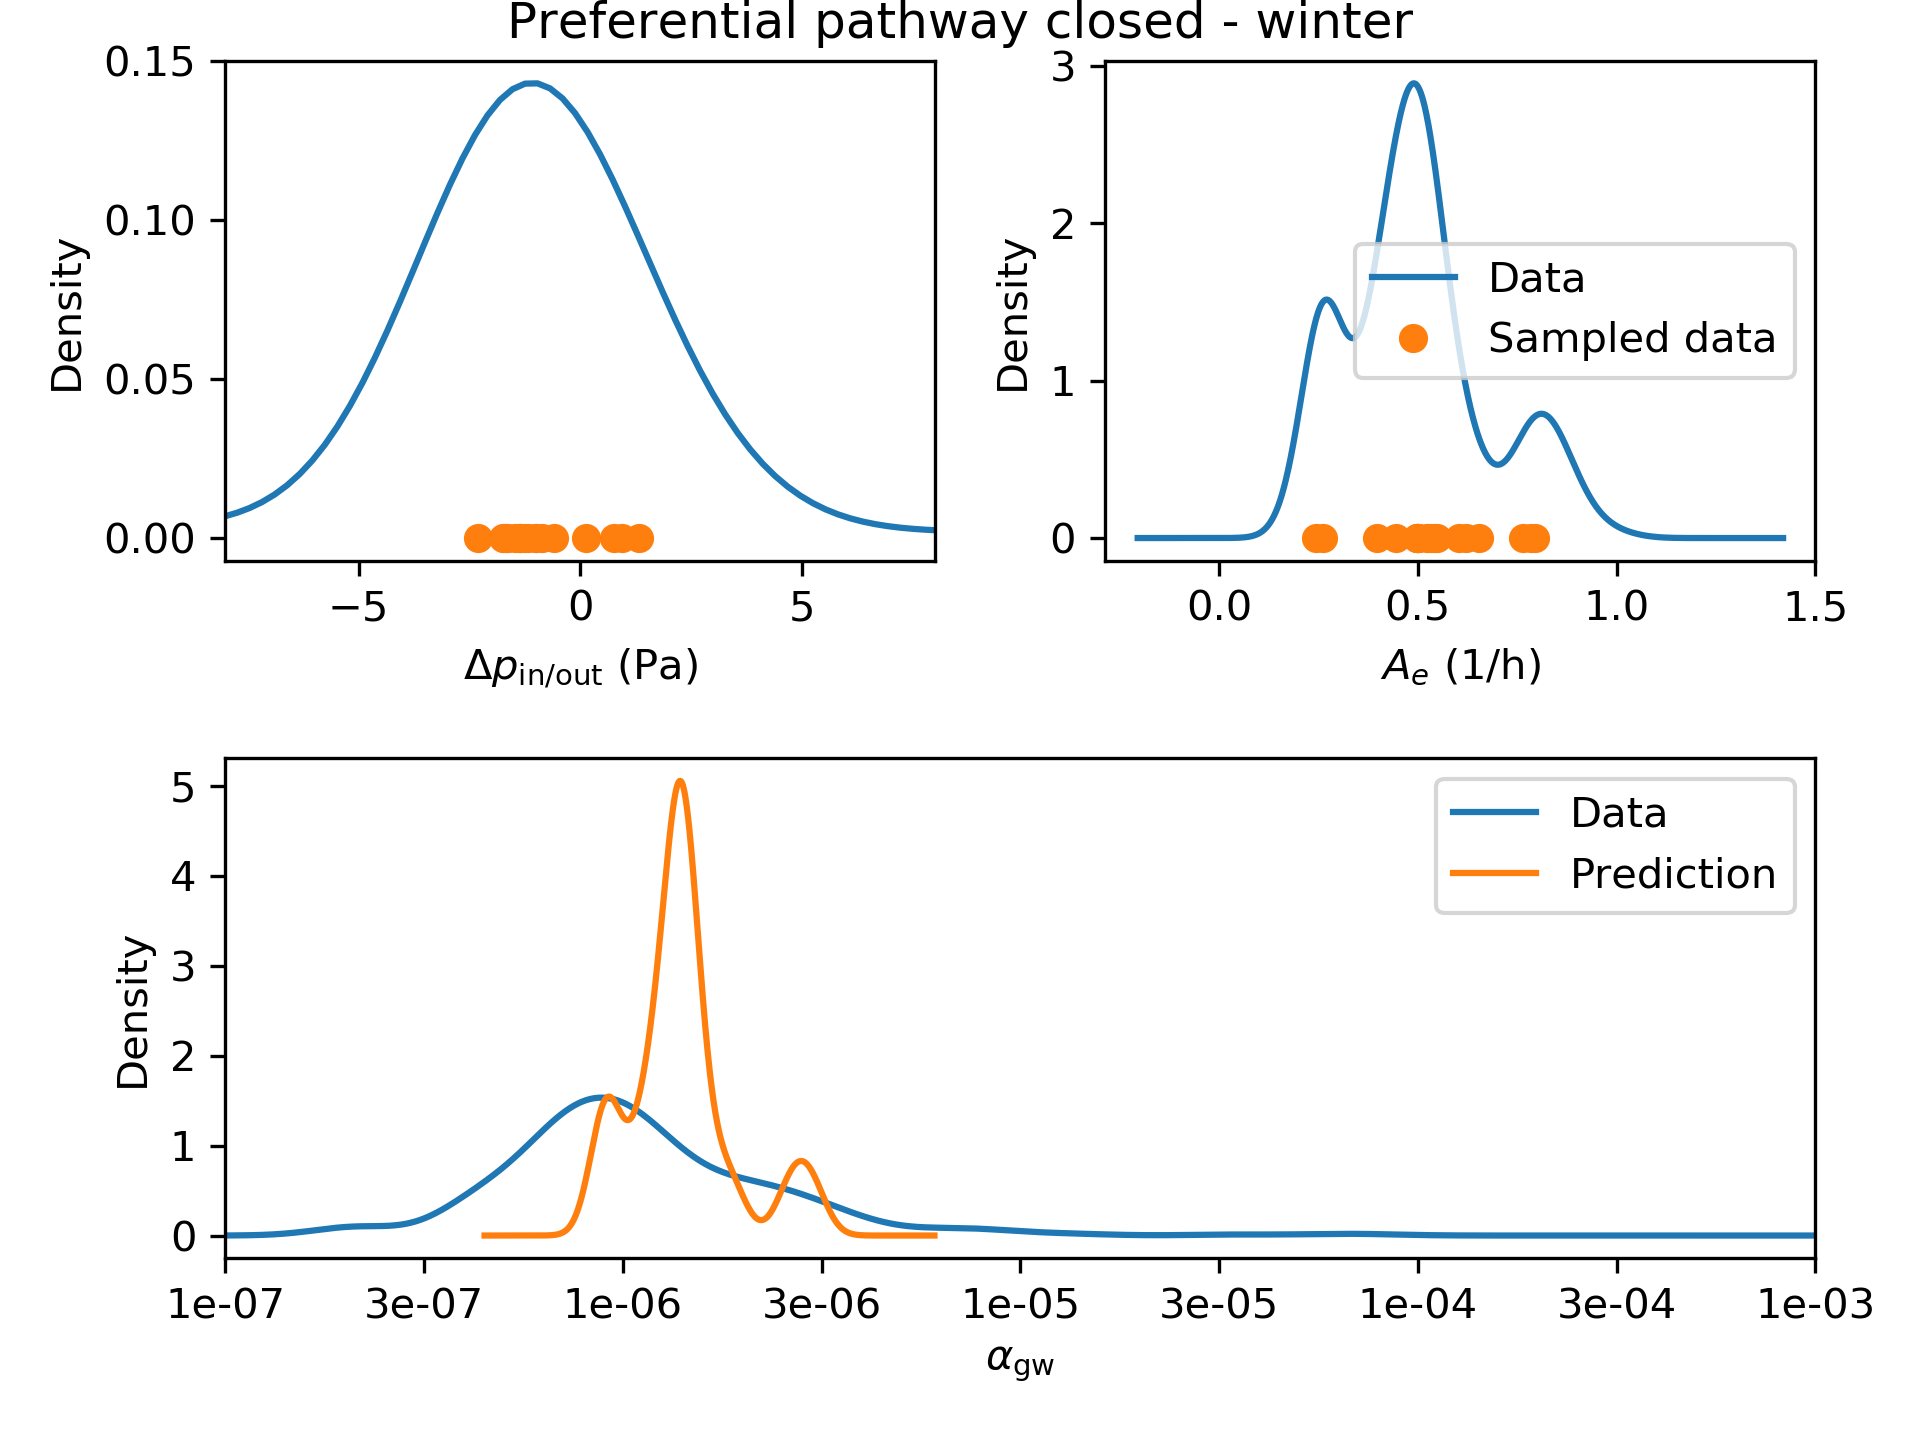 Preferential pathway closed - winter
0.15
0.10
0.05
0.00
Density
−5 0 5
Δp_in/out (Pa)
3
2
1
0
Density
Data
Sampled data
0.0 0.5 1.0 1.5
A_e (1/h)
5
4
3
2
1
0
Density
Data
Prediction
1e-07 3e-07 1e-06 3e-06 1e-05 3e-05 1e-04 3e-04 1e-03
α_gw